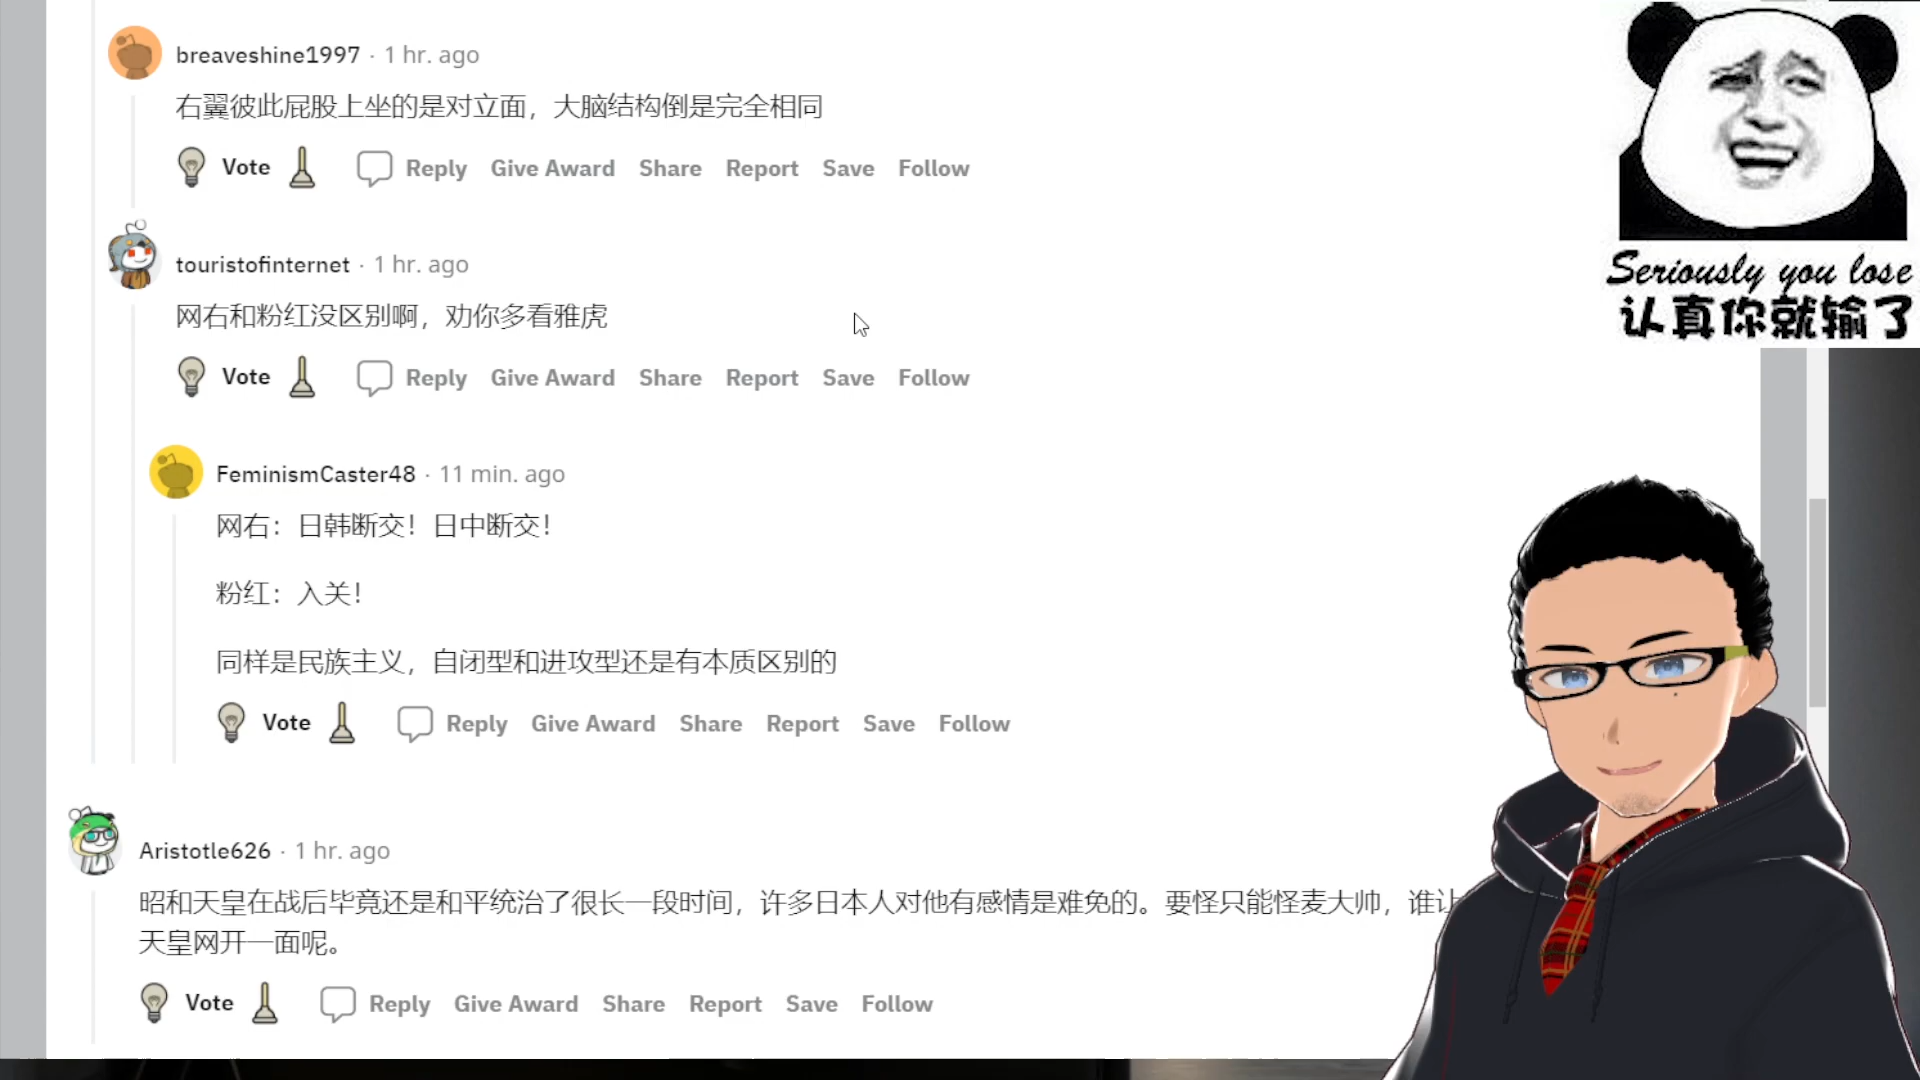 breaveshine1997 · 1 hr. ago
右翼彼此屁股上坐的是对立面，大脑结构倒是完全相同
Vote Reply Give Award Share Report Save Follow
touristofinternet · 1 hr. ago
网右和粉红没区别啊，劝你多看雅虎
Vote Reply Give Award Share Report Save Follow
FeminismCaster48 · 11 min. ago
网右：日韩断交！日中断交！
粉红：入关！
同样是民族主义，自闭型和进攻型还是有本质区别的
Vote Reply Give Award Share Report Save Follow
Aristotle626 · 1 hr. ago
昭和天皇在战后毕竟还是和平统治了很长一段时间，许多日本人对他有感情是难免的。要怪只能怪麦大帅，谁让
天皇网开一面呢。
Vote Reply Give Award Share Report Save Follow
Seriously you lose
认真你就输了